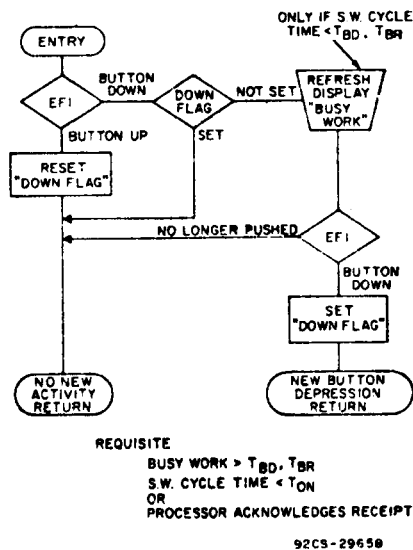 ONLY IF S.W. CYCLE
TIME < TBD, TBR
ENTRY
EF1
BUTTON
DOWN
DOWN
FLAG
NOT SET
REFRESH
DISPLAY
"BUSY
WORK"
BUTTON UP
SET
RESET
"DOWN FLAG"
NO LONGER PUSHED
EF1
BUTTON
DOWN
SET
"DOWN FLAG"
NO NEW
ACTIVITY
RETURN
NEW BUTTON
DEPRESSION
RETURN
REQUISITE
BUSY WORK > TBD, TBR
S.W. CYCLE TIME < TON
OR
PROCESSOR ACKNOWLEDGES RECEIPT
92CS-29658